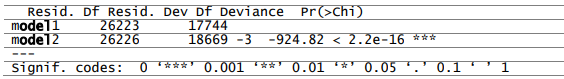 Resid. Df Resid. Dev Df Deviance Pr(>Chi)
model1 26223 17744
model2 26226 18669 -3 -924.82 < 2.2e-16 ***
---
Signif. codes: 0 ‘***’ 0.001 ‘**’ 0.01 ‘*’ 0.05 ‘.’ 0.1 ‘ ’ 1